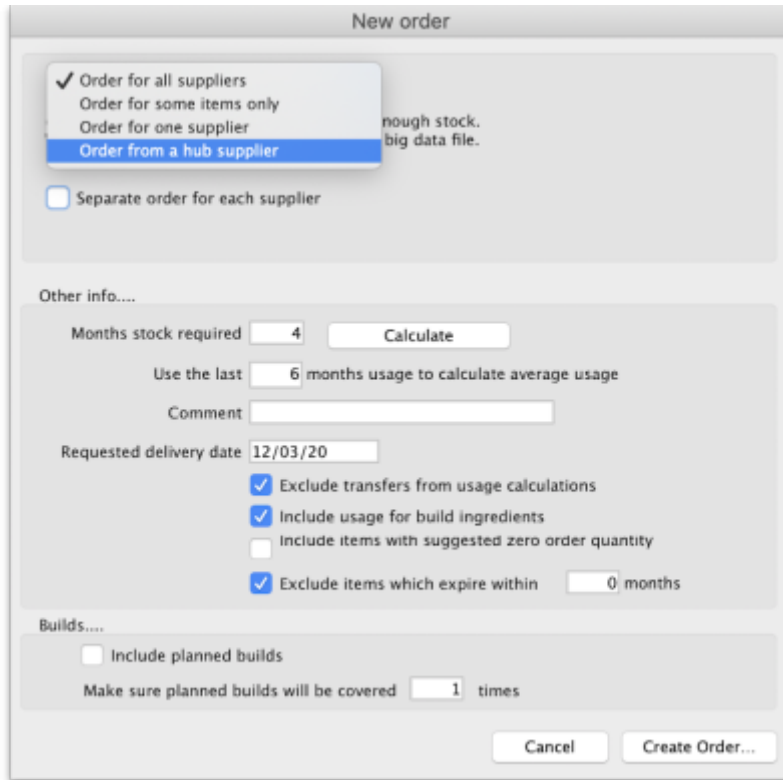 New order
✓ Order for all suppliers
Order for some items only
Order for one supplier
Order from a hub supplier
nough stock.
big data file.
Separate order for each supplier
Other info....
Months stock required 4 Calculate
Use the last 6 months usage to calculate average usage
Comment
Requested delivery date 12/03/20
Exclude transfers from usage calculations
Include usage for build ingredients
Include items with suggested zero order quantity
Exclude items which expire within 0 months
Builds....
Include planned builds
Make sure planned builds will be covered 1 times
Cancel Create Order...